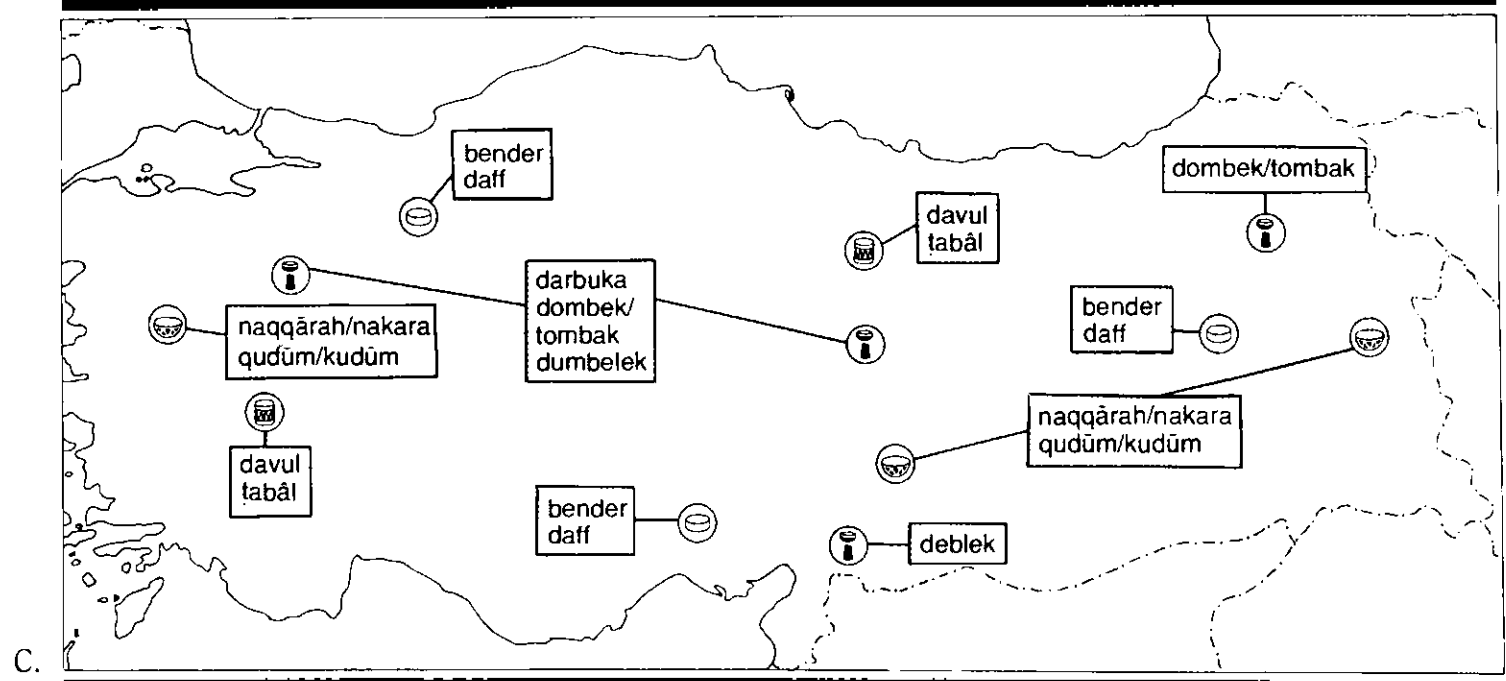 bender
daff
dombek/tombak
davul
tabâl
darbuka
dombek/
tombak
dumbelek
bender
daff
naqqārah/nakara
qudūm/kudūm
naqqārah/nakara
qudūm/kudūm
davul
tabâl
bender
daff
deblek
C.